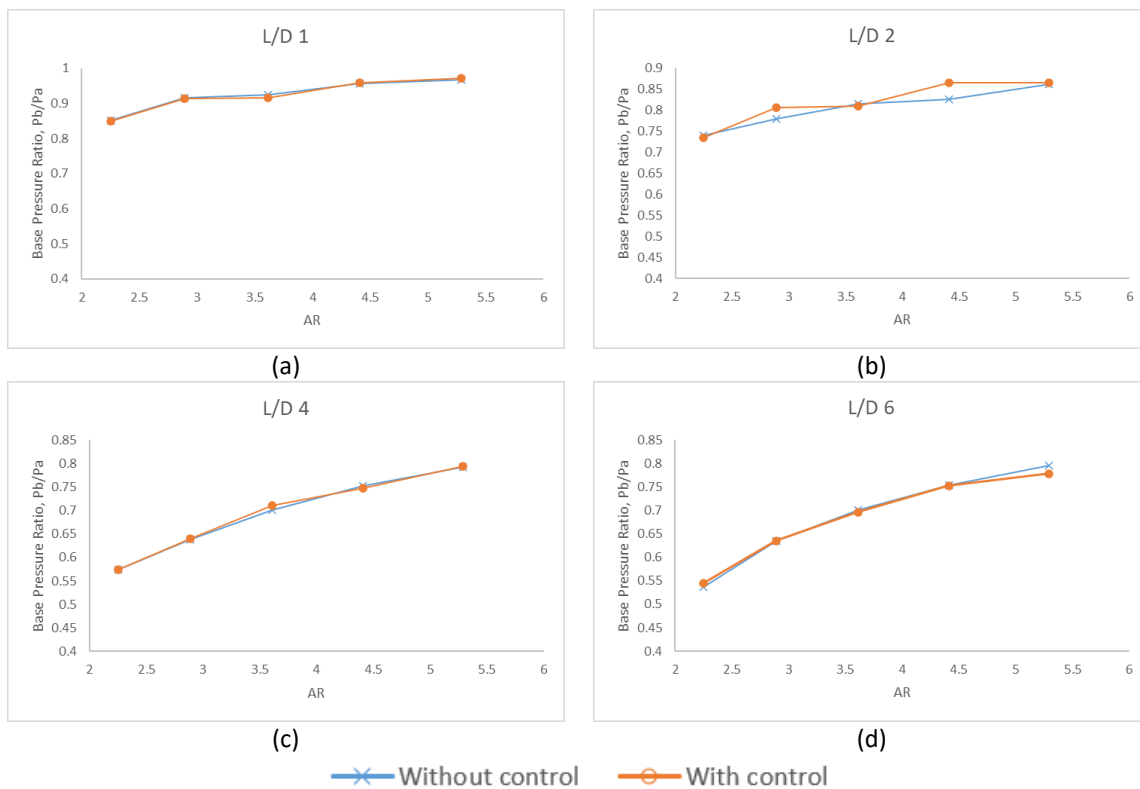 L/D 1
Base Pressure Ratio, Pb/Pa
1
0.9
0.8
0.7
0.6
0.5
0.4
2 2.5 3 3.5 4 4.5 5 5.5 6
AR
(a)
L/D 2
Base Pressure Ratio, Pb/Pa
0.9
0.85
0.8
0.75
0.7
0.65
0.6
0.55
0.5
0.45
0.4
2 2.5 3 3.5 4 4.5 5 5.5 6
AR
(b)
L/D 4
Base Pressure Ratio, Pb/Pa
0.85
0.8
0.75
0.7
0.65
0.6
0.55
0.5
0.45
0.4
2 2.5 3 3.5 4 4.5 5 5.5 6
AR
(c)
L/D 6
Base Pressure Ratio, Pb/Pa
0.85
0.8
0.75
0.7
0.65
0.6
0.55
0.5
0.45
0.4
2 2.5 3 3.5 4 4.5 5 5.5 6
AR
(d)
Without control With control